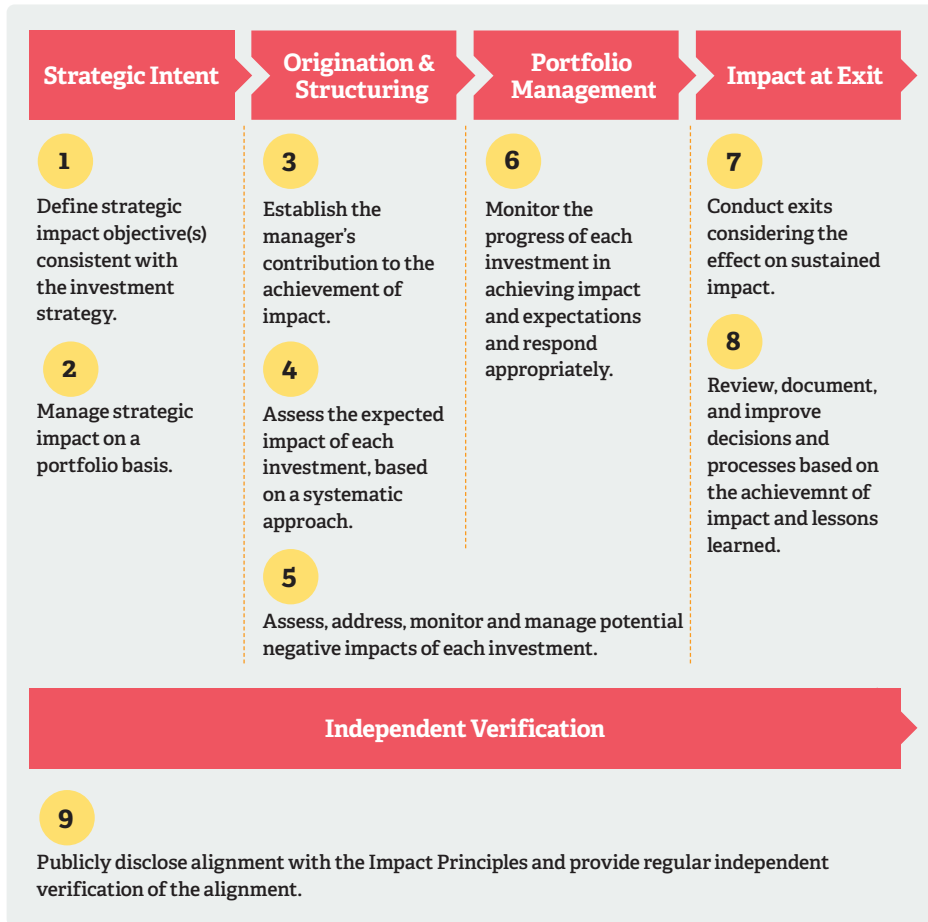 Strategic Intent
Origination &
Structuring
Portfolio
Management
Impact at Exit
1
Define strategic
impact objective(s)
consistent with
the investment
strategy.
2
Manage strategic
impact on a
portfolio basis.
3
Establish the
manager’s
contribution to the
achievement of
impact.
4
Assess the expected
impact of each
investment, based
on a systematic
approach.
5
Assess, address, monitor and manage potential
negative impacts of each investment.
6
Monitor the
progress of each
investment in
achieving impact
and expectations
and respond
appropriately.
7
Conduct exits
considering the
effect on sustained
impact.
8
Review, document,
and improve
decisions and
processes based on
the achievemnt of
impact and lessons
learned.
Independent Verification
9
Publicly disclose alignment with the Impact Principles and provide regular independent
verification of the alignment.